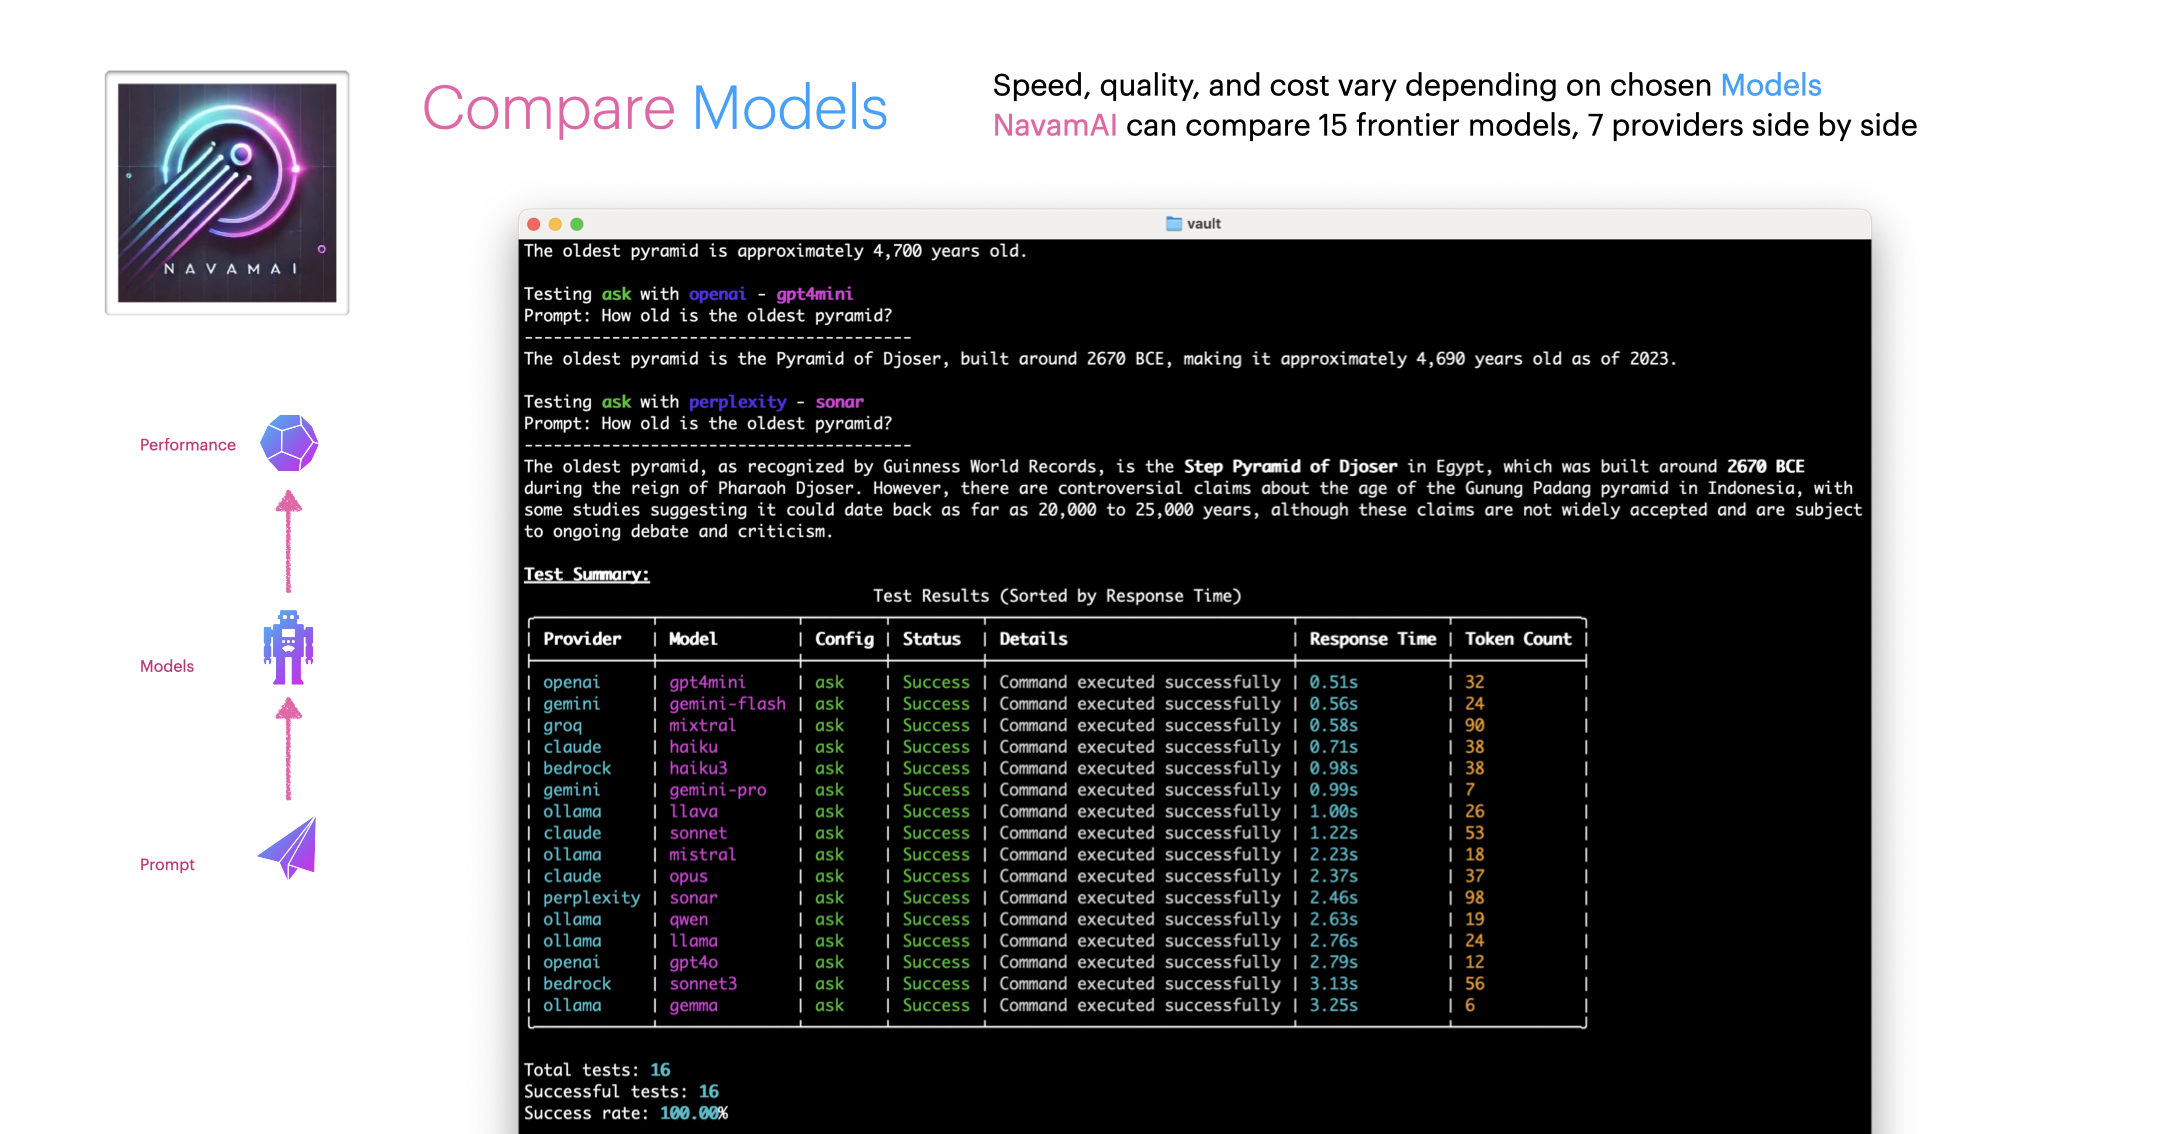 NAVAMAI
Compare Models
Speed, quality, and cost vary depending on chosen Models
NavamAI can compare 15 frontier models, 7 providers side by side
Performance
Models
Prompt
vault
The oldest pyramid is approximately 4,700 years old.
Testing ask with openai - gpt4mini
Prompt: How old is the oldest pyramid?
----------------------------------------
The oldest pyramid is the Pyramid of Djoser, built around 2670 BCE, making it approximately 4,690 years old as of 2023.
Testing ask with perplexity - sonar
Prompt: How old is the oldest pyramid?
----------------------------------------
The oldest pyramid, as recognized by Guinness World Records, is the Step Pyramid of Djoser in Egypt, which was built around 2670 BCE
during the reign of Pharaoh Djoser. However, there are controversial claims about the age of the Gunung Padang pyramid in Indonesia, with
some studies suggesting it could date back as far as 20,000 to 25,000 years, although these claims are not widely accepted and are subject
to ongoing debate and criticism.
Test Summary:
Test Results (Sorted by Response Time)
| Provider | Model | Config | Status | Details | Response Time | Token Count |
| openai | gpt4mini | ask | Success | Command executed successfully | 0.51s | 32 |
| gemini | gemini-flash | ask | Success | Command executed successfully | 0.56s | 24 |
| groq | mixtral | ask | Success | Command executed successfully | 0.58s | 90 |
| claude | haiku | ask | Success | Command executed successfully | 0.71s | 38 |
| bedrock | haiku3 | ask | Success | Command executed successfully | 0.98s | 38 |
| gemini | gemini-pro | ask | Success | Command executed successfully | 0.99s | 7 |
| ollama | llava | ask | Success | Command executed successfully | 1.00s | 26 |
| claude | sonnet | ask | Success | Command executed successfully | 1.22s | 53 |
| ollama | mistral | ask | Success | Command executed successfully | 2.23s | 18 |
| claude | opus | ask | Success | Command executed successfully | 2.37s | 37 |
| perplexity | sonar | ask | Success | Command executed successfully | 2.46s | 98 |
| ollama | qwen | ask | Success | Command executed successfully | 2.63s | 19 |
| ollama | llama | ask | Success | Command executed successfully | 2.76s | 24 |
| openai | gpt4o | ask | Success | Command executed successfully | 2.79s | 12 |
| bedrock | sonnet3 | ask | Success | Command executed successfully | 3.13s | 56 |
| ollama | gemma | ask | Success | Command executed successfully | 3.25s | 6 |
Total tests: 16
Successful tests: 16
Success rate: 100.00%